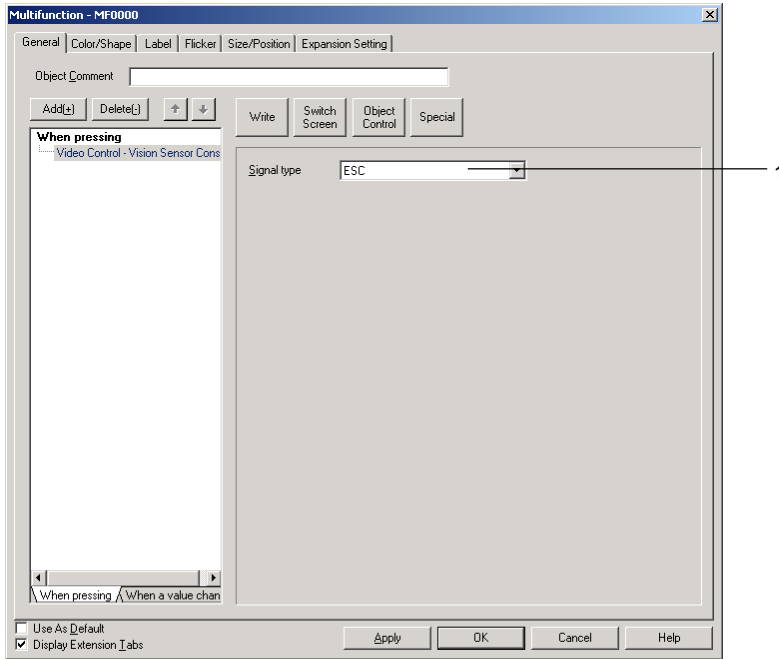 Multifunction - MF0000
General Color/Shape Label Flicker Size/Position Expansion Setting
Object Comment
Add(+) Delete(-)
Write Switch Screen Object Control Special
When pressing
Video Control - Vision Sensor Cons
Signal type ESC
When pressing When a value chan
Use As Default
Display Extension Tabs
Apply OK Cancel Help